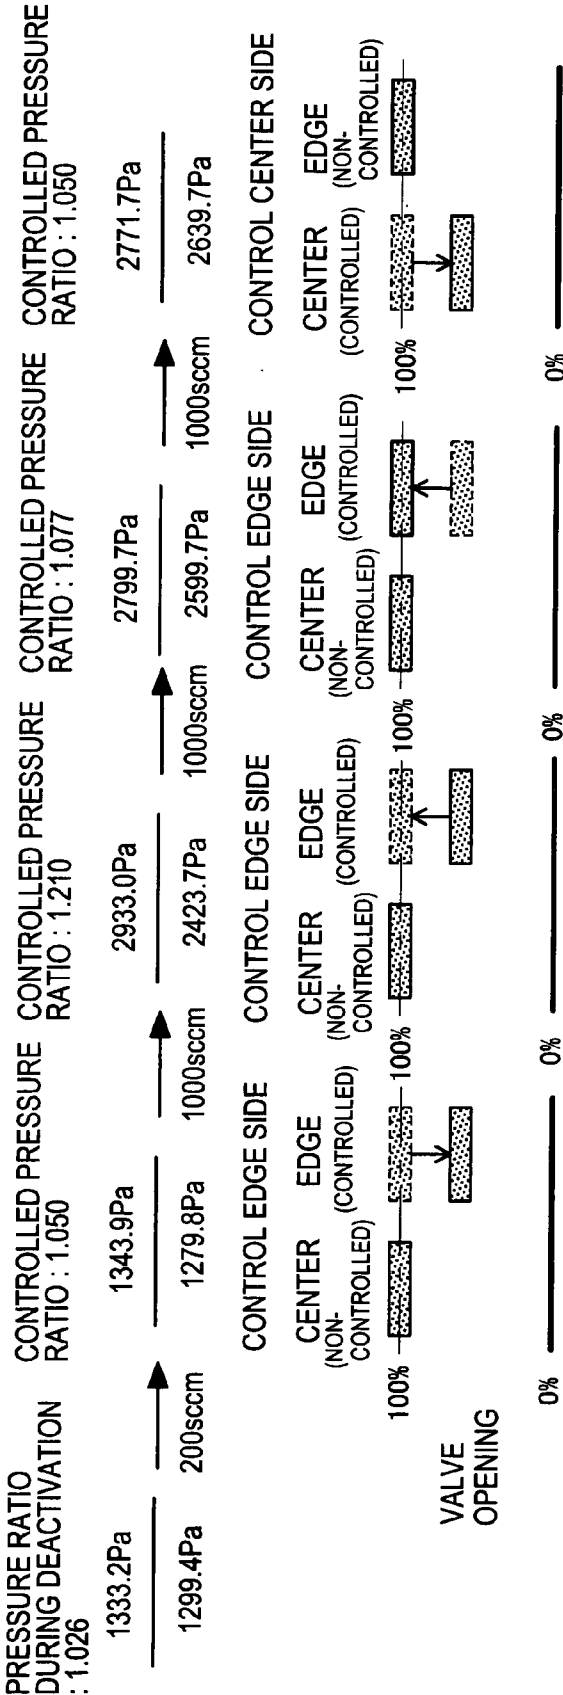 PRESSURE RATIO
DURING DEACTIVATION
: 1.026
1333.2Pa
1299.4Pa
200sccm
CONTROLLED PRESSURE
RATIO : 1.050
1343.9Pa
1279.8Pa
1000sccm
CONTROLLED PRESSURE
RATIO : 1.210
2933.0Pa
2423.7Pa
1000sccm
CONTROLLED PRESSURE
RATIO : 1.077
2799.7Pa
2599.7Pa
1000sccm
CONTROLLED PRESSURE
RATIO : 1.050
2771.7Pa
2639.7Pa
CONTROL EDGE SIDE
CENTER
(NON-
CONTROLLED)
EDGE
(CONTROLLED)
100%
0%
CONTROL EDGE SIDE
CENTER
(NON-
CONTROLLED)
EDGE
(CONTROLLED)
100%
0%
CONTROL EDGE SIDE
CENTER
(NON-
CONTROLLED)
EDGE
(CONTROLLED)
100%
0%
CONTROL CENTER SIDE
CENTER
(CONTROLLED)
EDGE
(NON-
CONTROLLED)
100%
0%
VALVE
OPENING